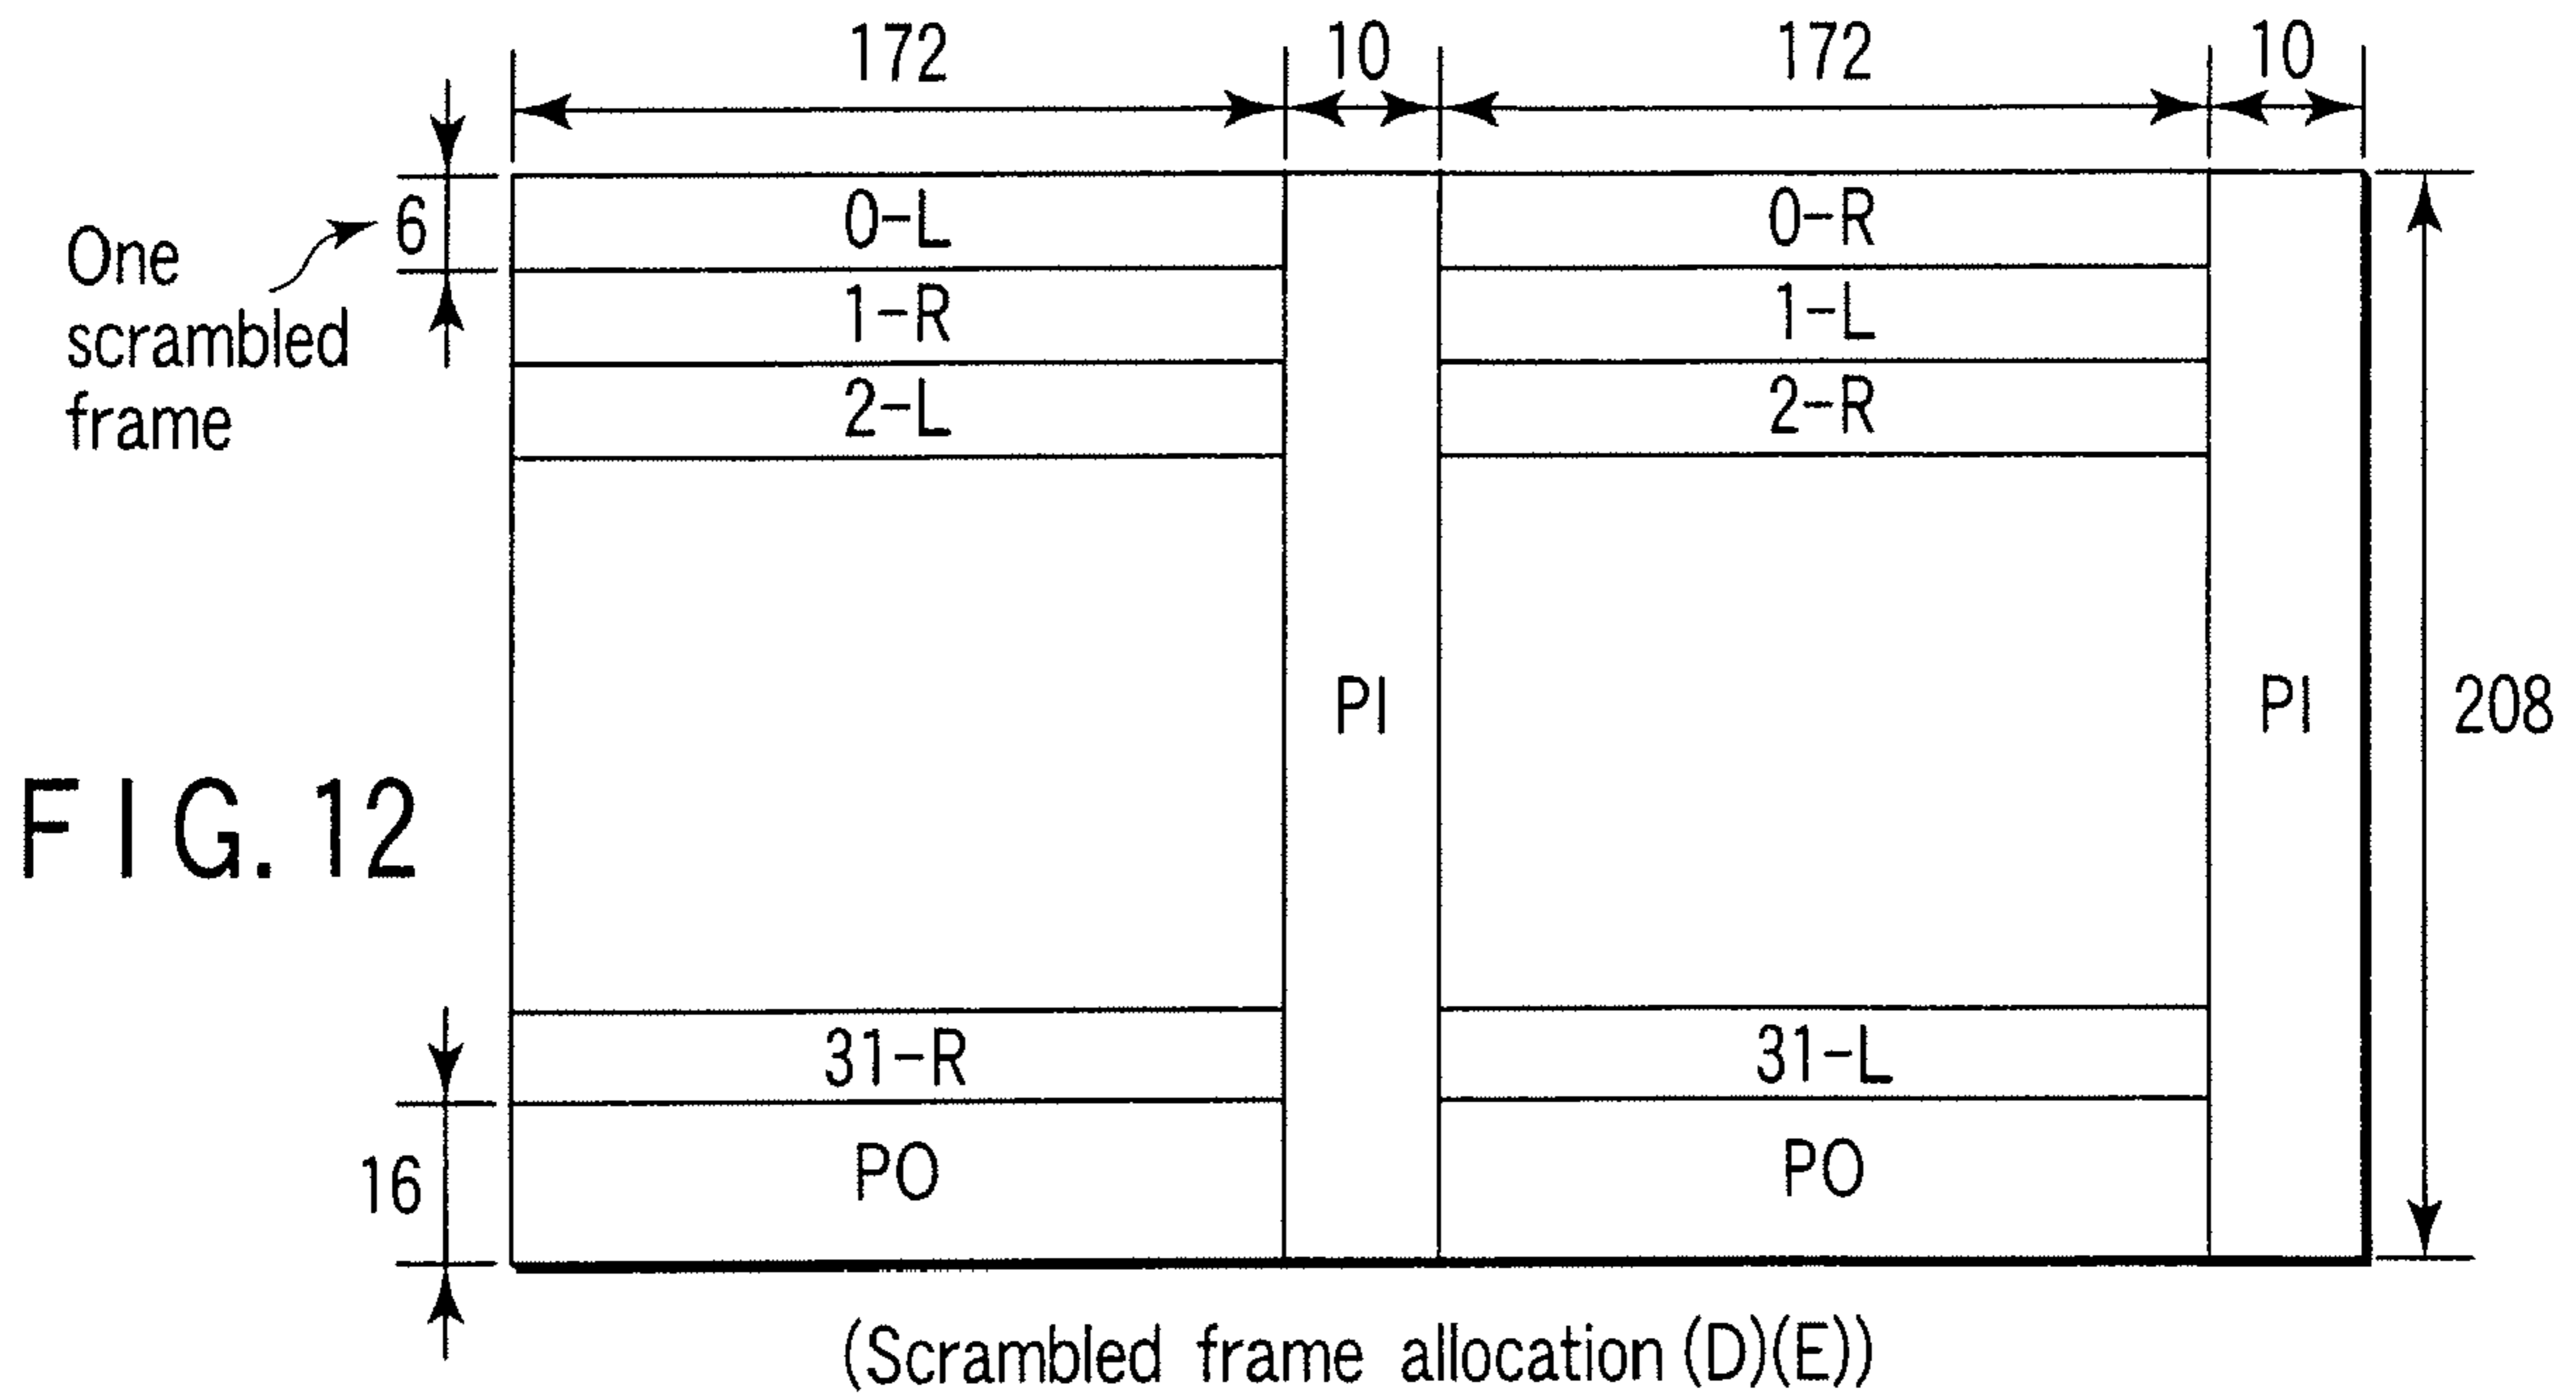 172 10 172 10
One scrambled frame
6
0-L 0-R
1-R 1-L
2-L 2-R
PI PI
208
FIG. 12
31-R 31-L
16
PO PO
(Scrambled frame allocation (D)(E))